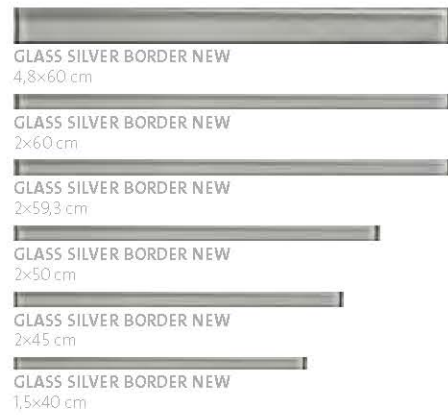 GLASS SILVER BORDER NEW
4,8×60 cm
GLASS SILVER BORDER NEW
2×60cm
GLASS SILVER BORDER NEW
2×59,3 cm
GLASS SILVER BORDER NEW
2×50 cm
GLASS SILVER BORDER NEW
2×45 cm
GLASS SILVER BORDER NEW
1,5×40 cm